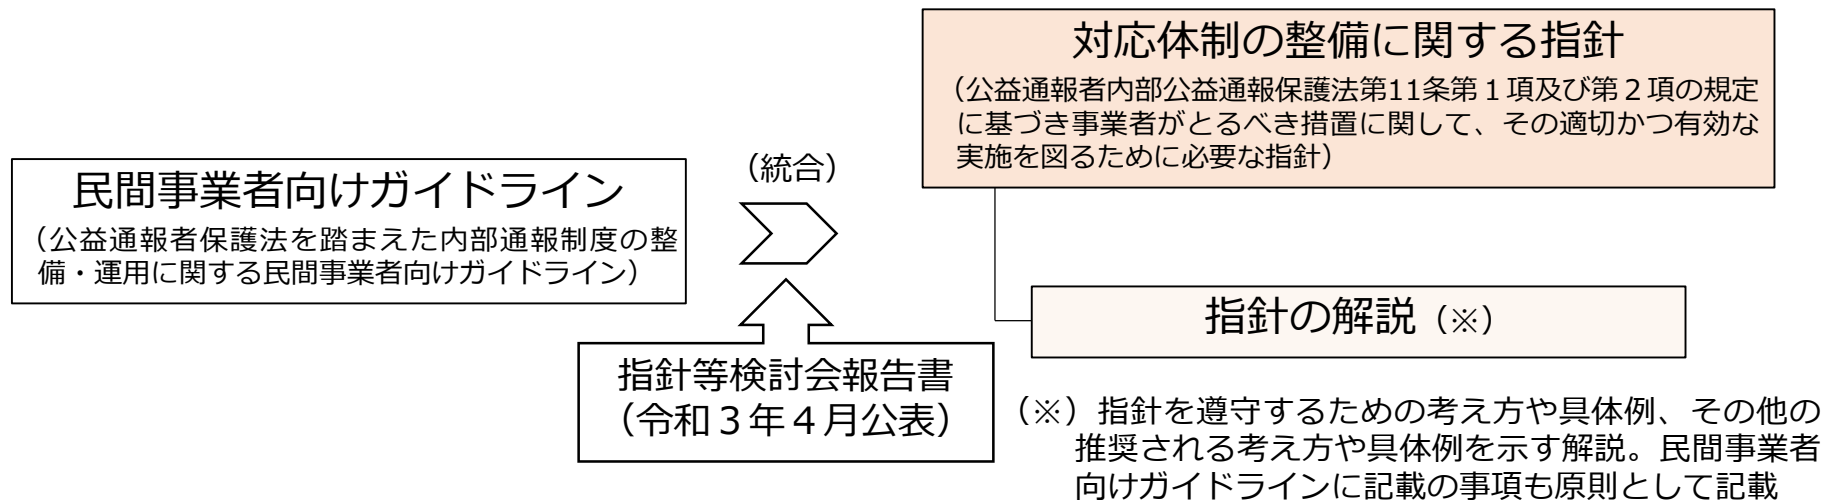 民間事業者向けガイドライン
（公益通報者保護法を踏まえた内部通報制度の整
備・運用に関する民間事業者向けガイドライン）
（統合）
指針等検討会報告書
（令和３年４月公表）
対応体制の整備に関する指針
（公益通報者内部公益通報保護法第11条第１項及び第２項の規定
に基づき事業者がとるべき措置に関して、その適切かつ有効な
実施を図るために必要な指針）
指針の解説（※）
（※）指針を遵守するための考え方や具体例、その他の
推奨される考え方や具体例を示す解説。民間事業者
向けガイドラインに記載の事項も原則として記載